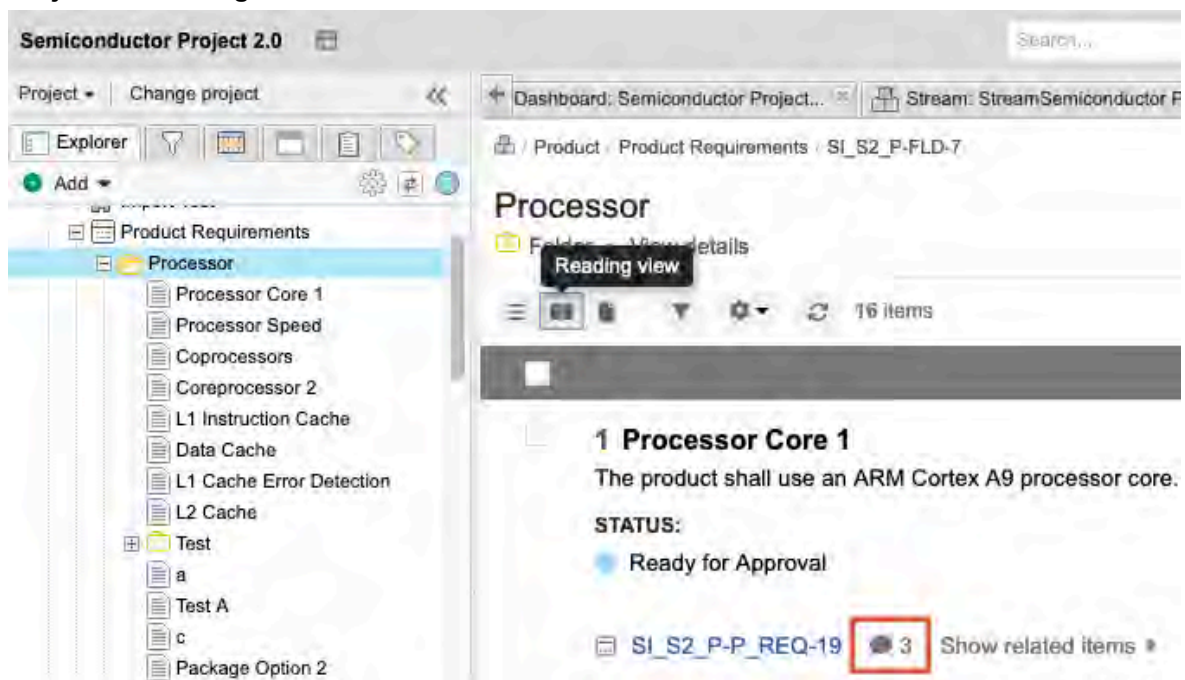 Semiconductor Project 2.0
Search...
Project
Change project
Dashboard: Semiconductor Project...
Stream: StreamSemiconductor P
Explorer
/ Product / Product Requirements / SI_S2_P-FLD-7
Add
Processor
Product Requirements
Folder
View details
Processor
Reading view
Processor Core 1
Processor Speed
16 items
Coprocessors
Coreprocessor 2
L1 Instruction Cache
1 Processor Core 1
Data Cache
The product shall use an ARM Cortex A9 processor core.
L1 Cache Error Detection
L2 Cache
STATUS:
Test
Ready for Approval
a
Test A
c
SI_S2_P-P_REQ-19
3
Show related items
Package Option 2